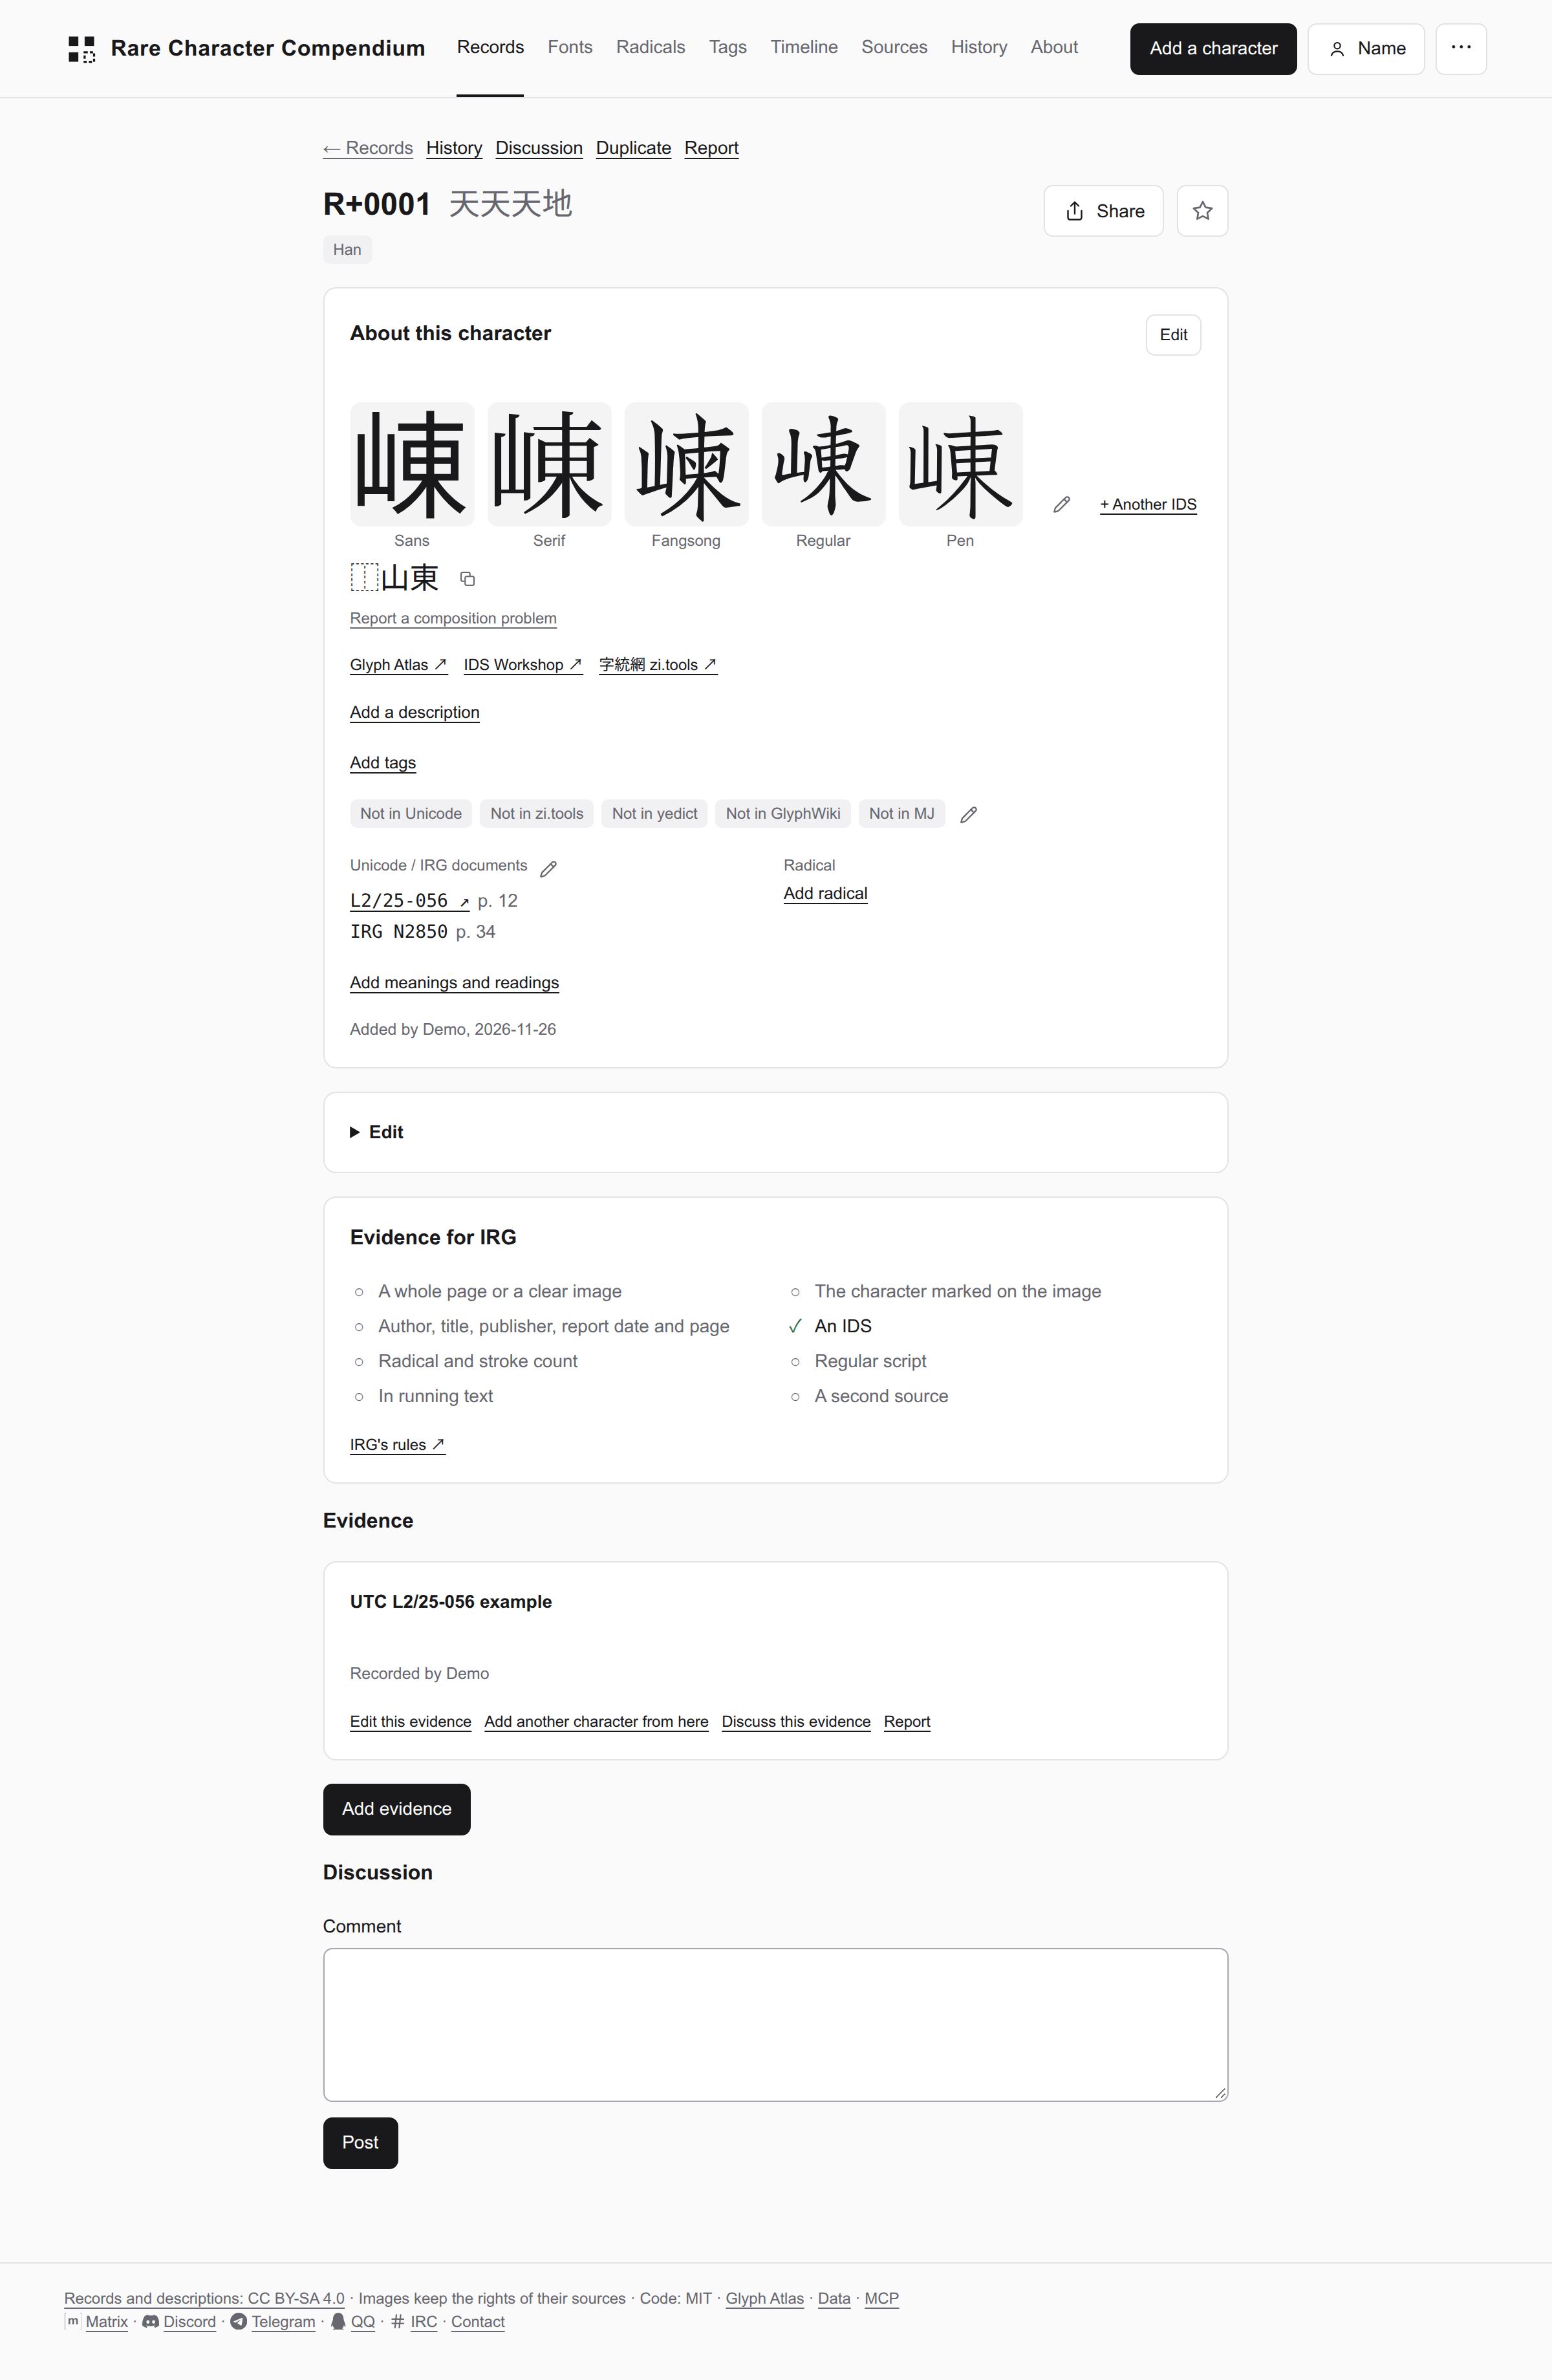 Rare Character Compendium Records Fonts Radicals Tags Timeline Sources History About Add a character Name ···
← Records History Discussion Duplicate Report
R+0001 天天天地 Share
Han
About this character Edit
+ Another IDS
Sans Serif Fangsong Regular Pen
⿰山東
Report a composition problem
Glyph Atlas ↗ IDS Workshop ↗ 字統網 zi.tools ↗
Add a description
Add tags
Not in Unicode Not in zi.tools Not in yedict Not in GlyphWiki Not in MJ
Unicode / IRG documents Radical
L2/25-056 ↗ p. 12 Add radical
IRG N2850 p. 34
Add meanings and readings
Added by Demo, 2026-11-26
▶ Edit
Evidence for IRG
○ A whole page or a clear image ○ The character marked on the image
○ Author, title, publisher, report date and page ✓ An IDS
○ Radical and stroke count ○ Regular script
○ In running text ○ A second source
IRG's rules ↗
Evidence
UTC L2/25-056 example
Recorded by Demo
Edit this evidence Add another character from here Discuss this evidence Report
Add evidence
Discussion
Comment
Post
Records and descriptions: CC BY-SA 4.0 · Images keep the rights of their sources · Code: MIT · Glyph Atlas · Data · MCP
[m] Matrix · Discord · Telegram · QQ · # IRC · Contact